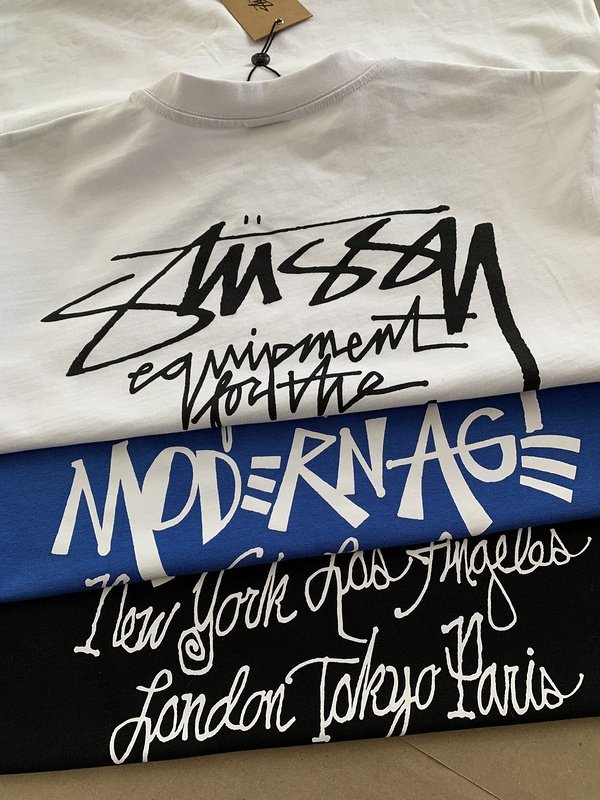 Stüssy
equipment
for the
MODERN AGE
New York Los Angeles
London Tokyo Paris